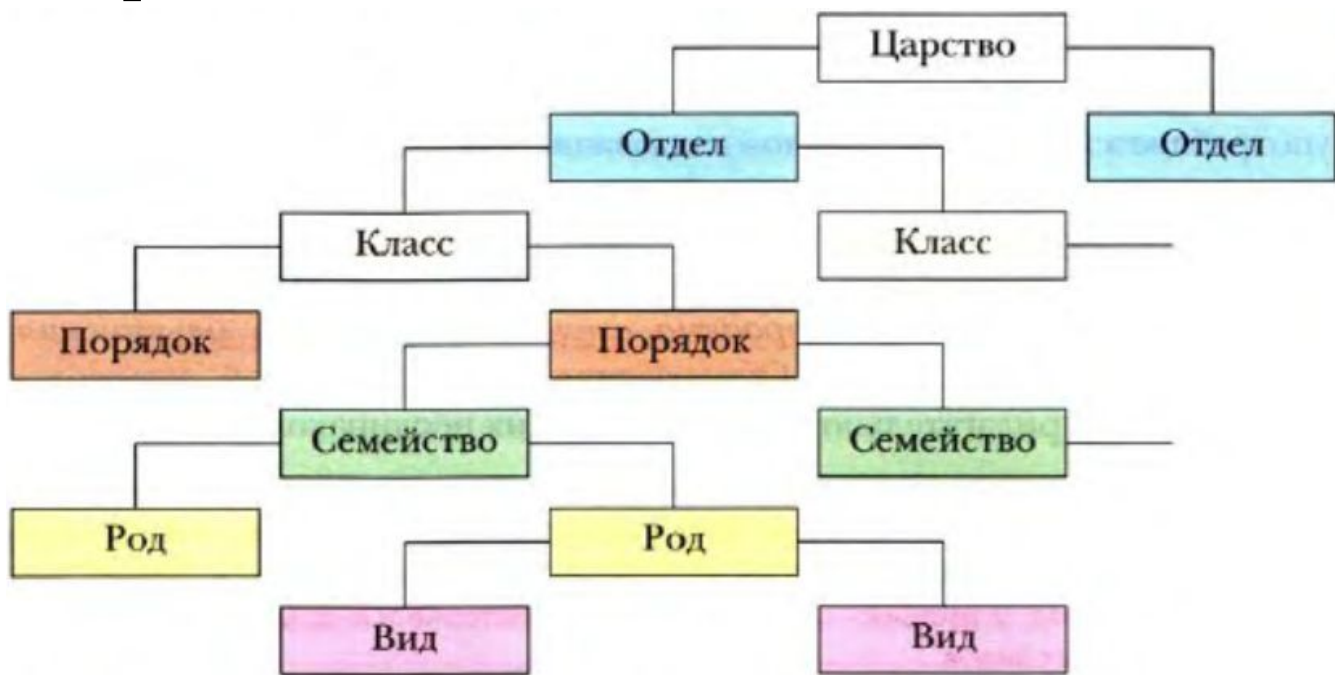 Царство
Отдел Отдел
Класс Класс
Порядок Порядок
Семейство Семейство
Род Род
Вид Вид